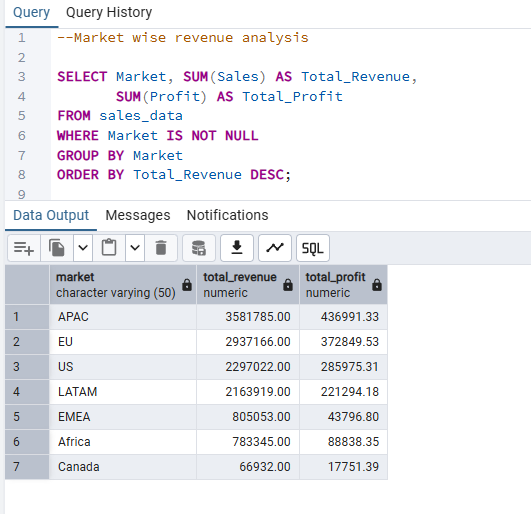 Query Query History
1 --Market wise revenue analysis
2
3 SELECT Market, SUM(Sales) AS Total_Revenue,
4 SUM(Profit) AS Total_Profit
5 FROM sales_data
6 WHERE Market IS NOT NULL
7 GROUP BY Market
8 ORDER BY Total_Revenue DESC;
9
Data Output Messages Notifications
SQL
market total_revenue total_profit
character varying (50) numeric numeric
1 APAC 3581785.00 436991.33
2 EU 2937166.00 372849.53
3 US 2297022.00 285975.31
4 LATAM 2163919.00 221294.18
5 EMEA 805053.00 43796.80
6 Africa 783345.00 88838.35
7 Canada 66932.00 17751.39